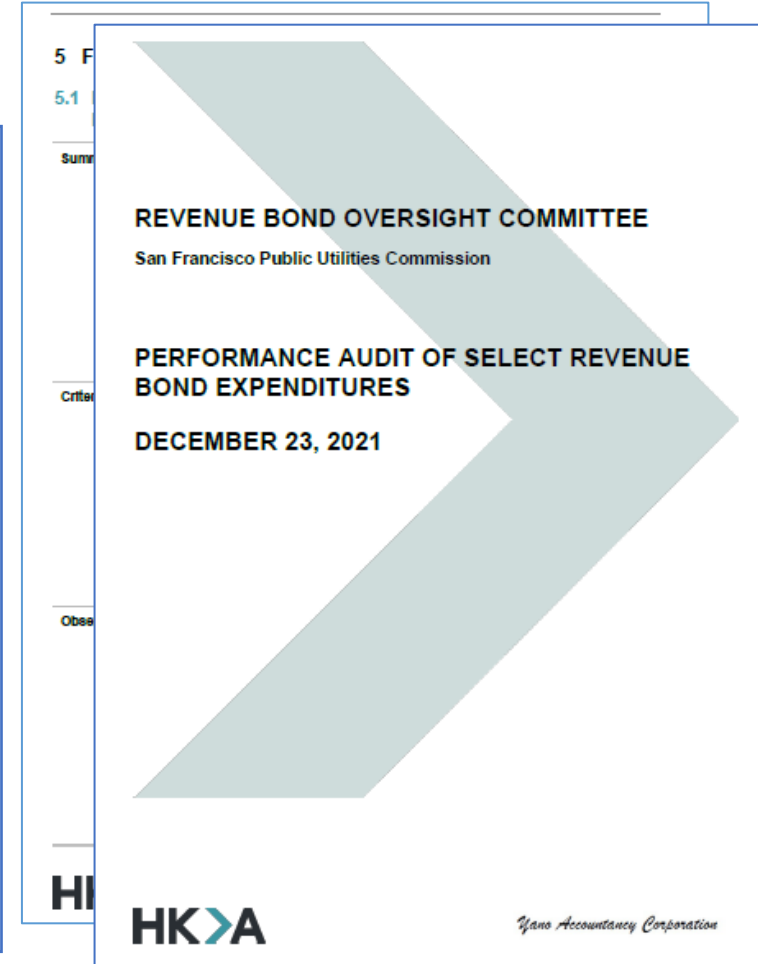 5 F
5.1
Summ
Criter
Obse
HK
REVENUE BOND OVERSIGHT COMMITTEE
San Francisco Public Utilities Commission
PERFORMANCE AUDIT OF SELECT REVENUE
BOND EXPENDITURES
DECEMBER 23, 2021
HKA
Yano Accountancy Corporation